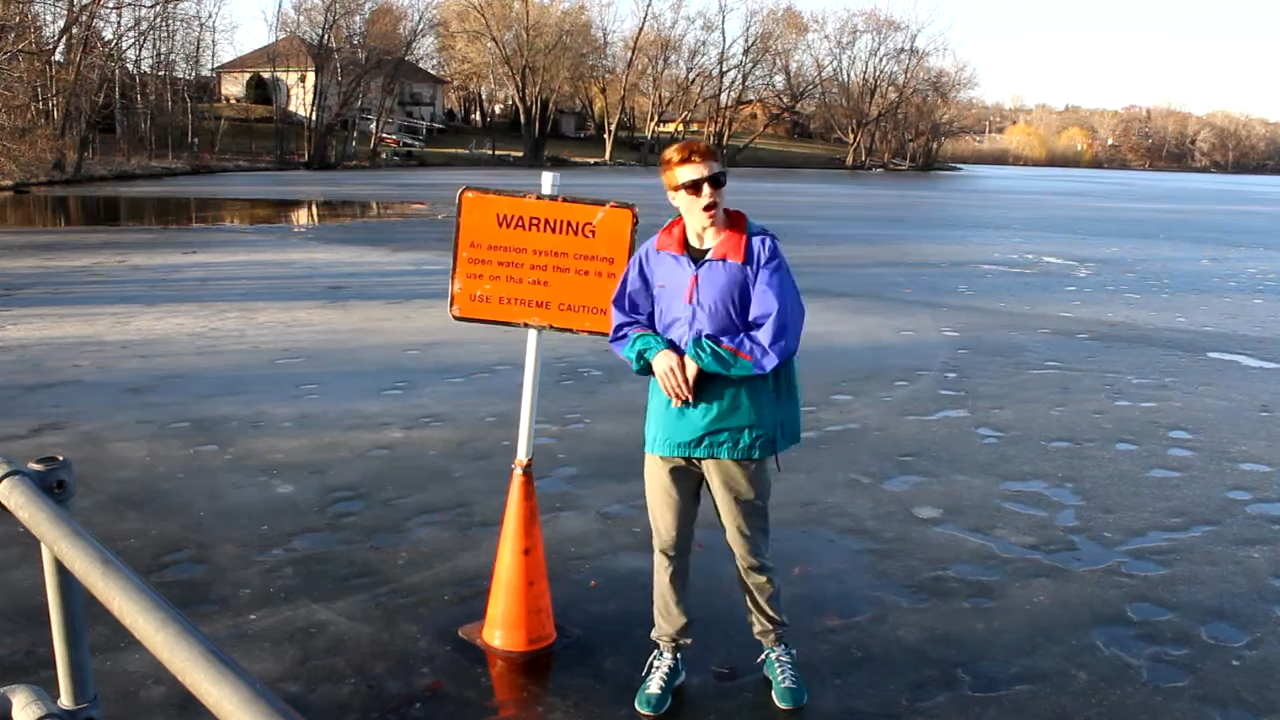 WARNING
An aeration system creating
open water and thin ice is in
use on this lake.
USE EXTREME CAUTION